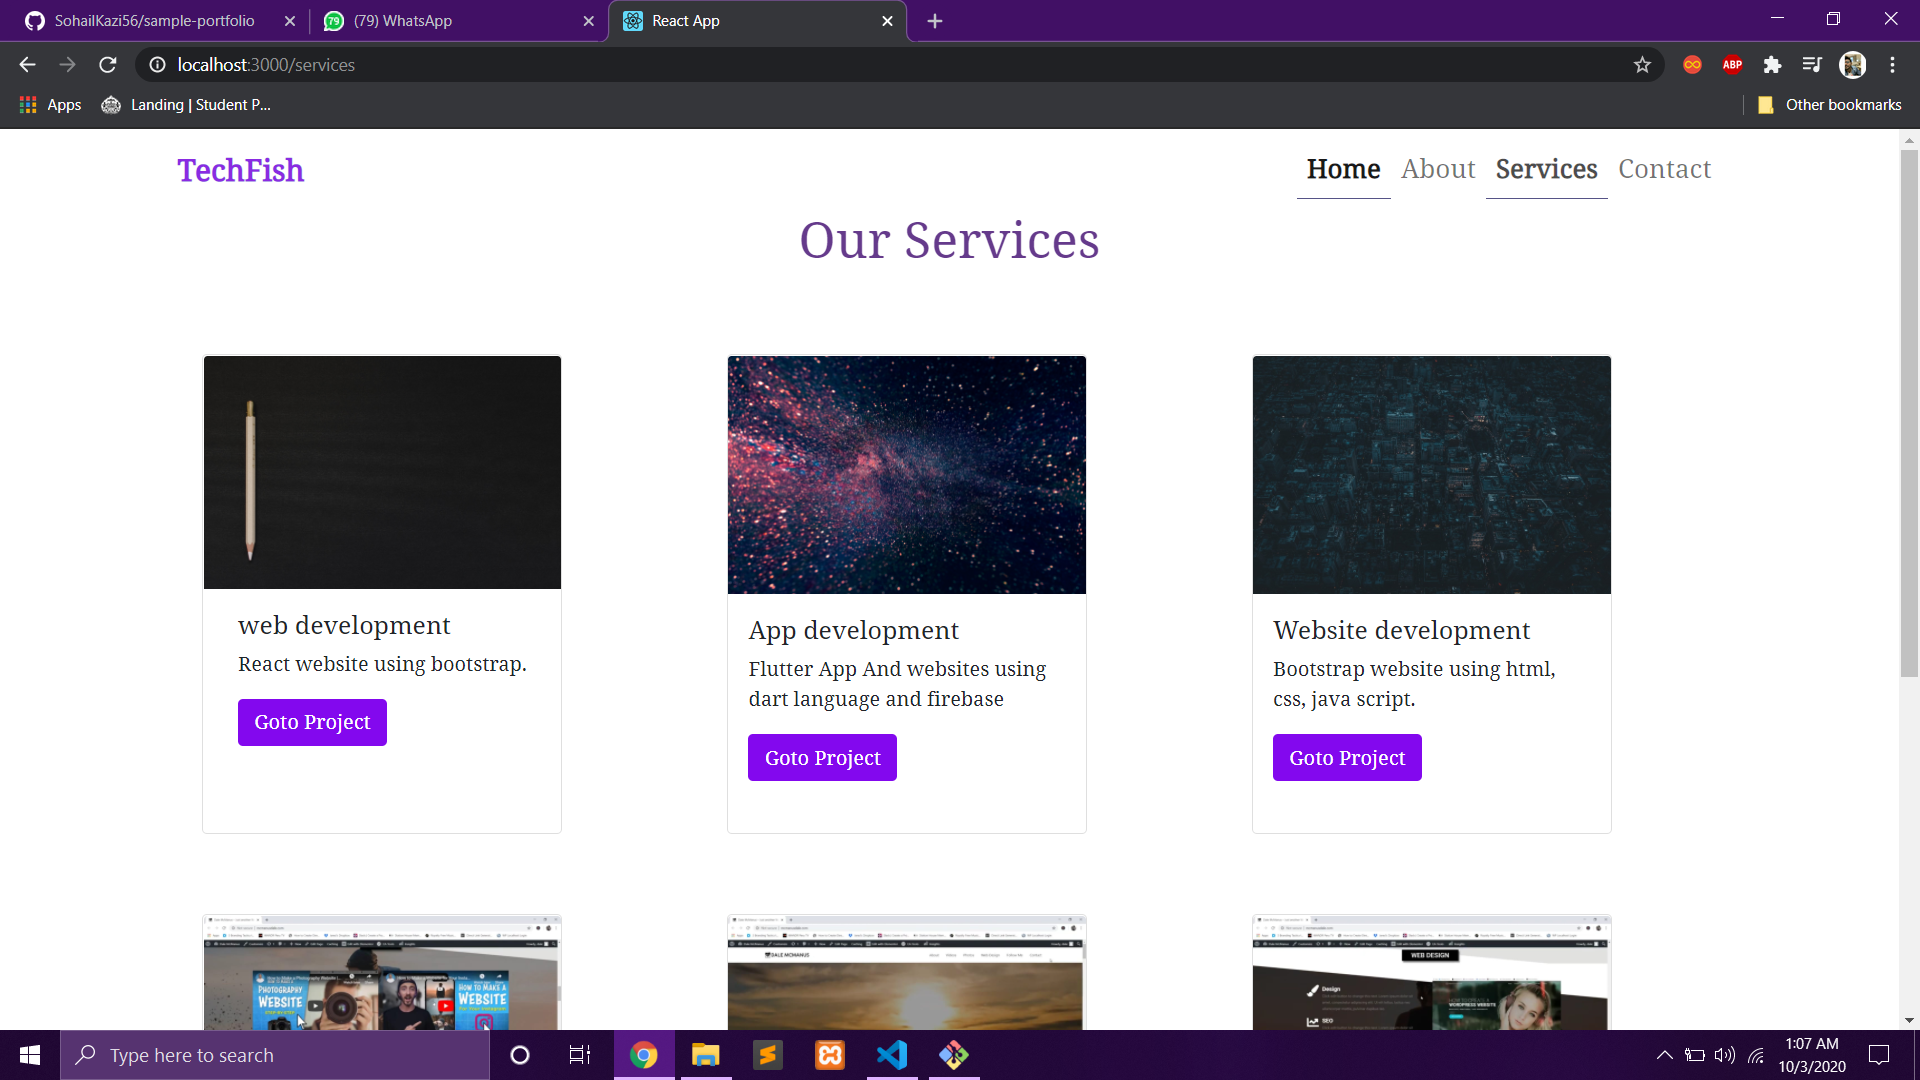 SohailKazi56/sample-portfolio
79 (79) WhatsApp
React App
localhost:3000/services
ABP
Apps
Landing | Student P...
Other bookmarks
TechFish
Home About Services Contact
Our Services
web development
React website using bootstrap.
Goto Project
App development
Flutter App And websites using
dart language and firebase
Goto Project
Website development
Bootstrap website using html,
css, java script.
Goto Project
PHOTOGRAPHY
WEBSITE
HOW TO MAKE A
WEBSITE
DALE MCMANUS
WEB DESIGN
Design
SEO
Type here to search
1:07 AM
10/3/2020